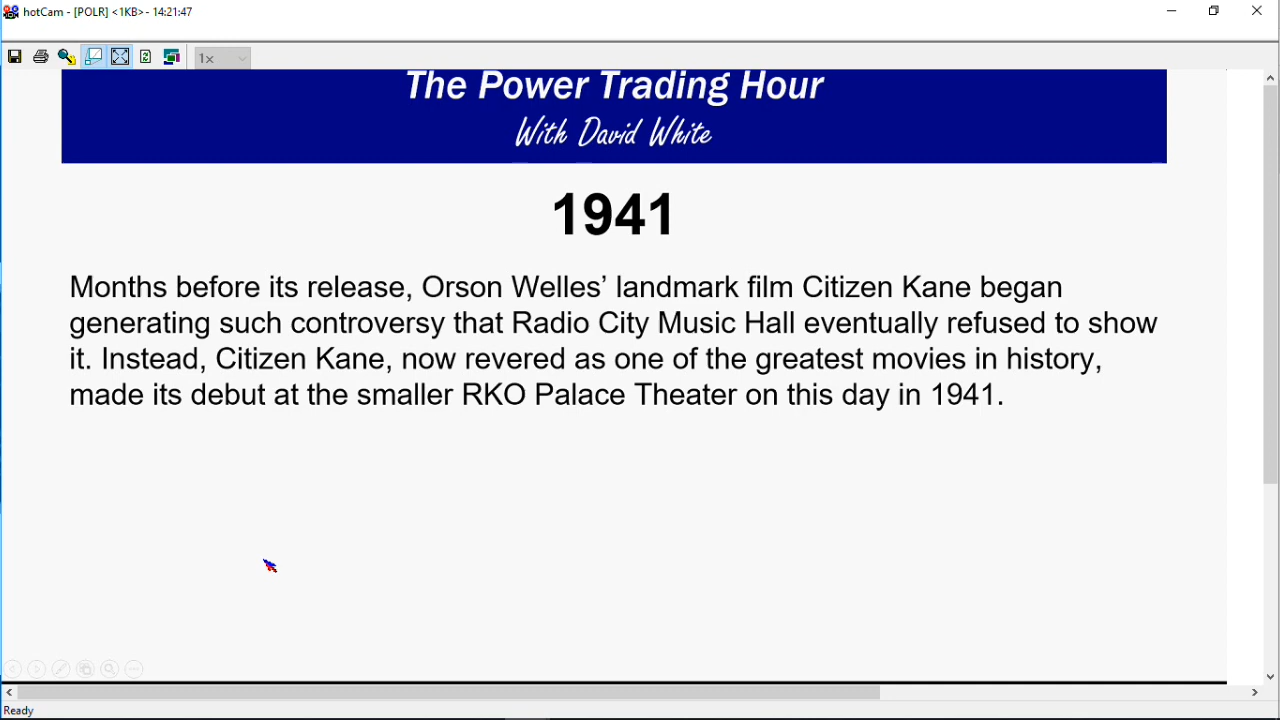 hotCam - [POLR] <1KB> - 14:21:47
1x
The Power Trading Hour
With David White
1941
Months before its release, Orson Welles’ landmark film Citizen Kane began
generating such controversy that Radio City Music Hall eventually refused to show
it. Instead, Citizen Kane, now revered as one of the greatest movies in history,
made its debut at the smaller RKO Palace Theater on this day in 1941.
Ready